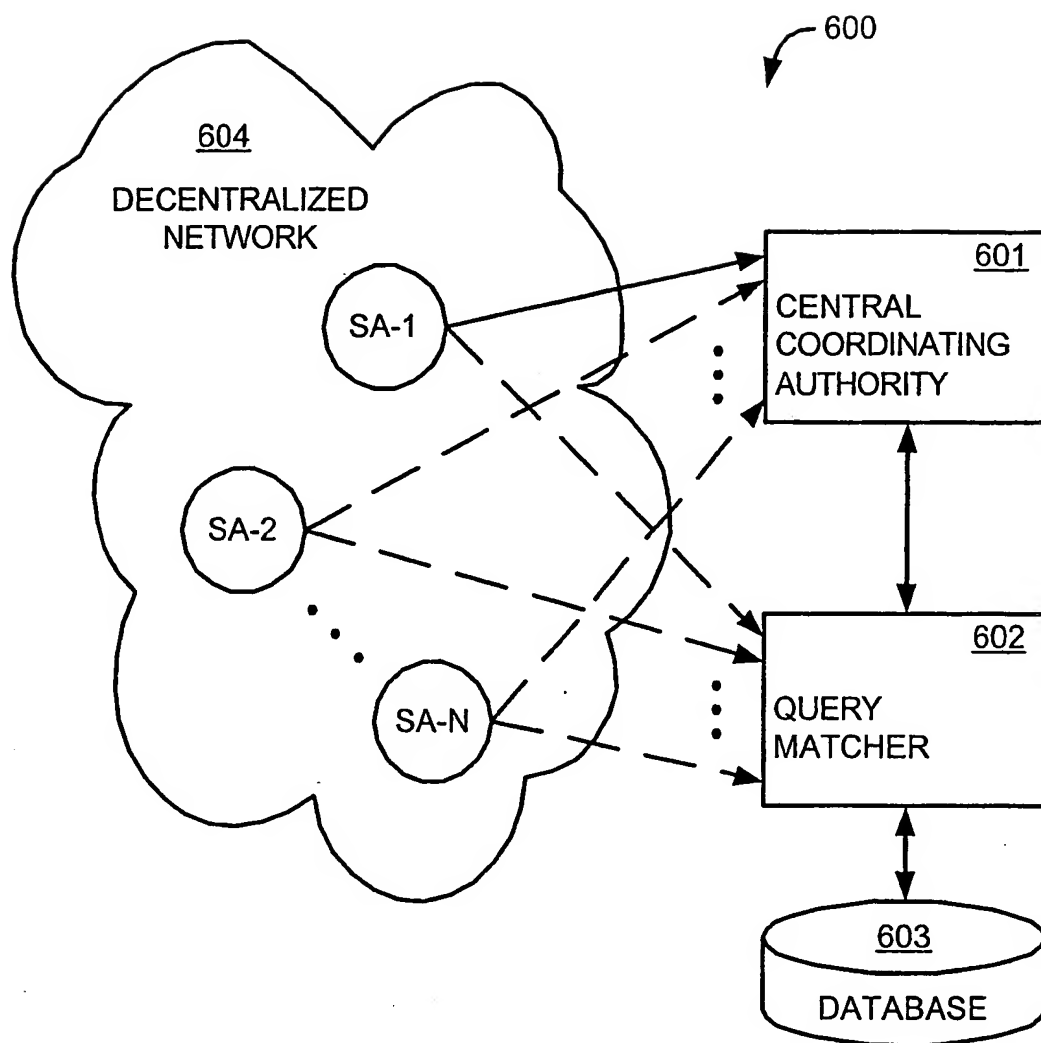 600
604
DECENTRALIZED
NETWORK
601
CENTRAL
COORDINATING
AUTHORITY
SA-1
SA-2
SA-N
602
QUERY
MATCHER
603
DATABASE